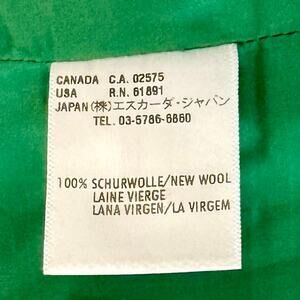 CANADA C.A. 02575
USA R.N. 61891
JAPAN (株)エスカーダ・ジャパン
TEL. 03-5786-6860
100% SCHURWOLLE/NEW WOOL
LAINE VIERGE
LANA VIRGEN/LA VIRGEM